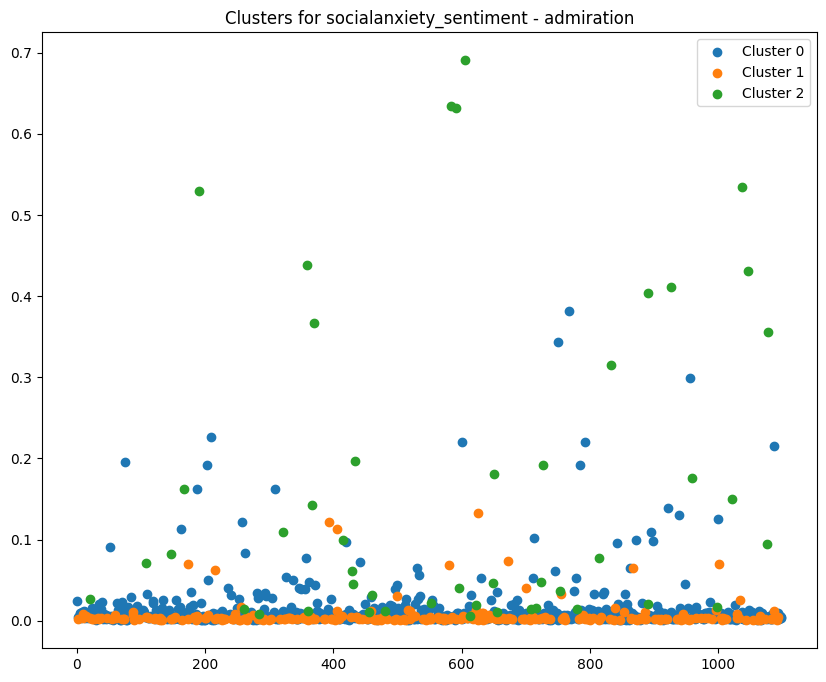 Clusters for socialanxiety_sentiment - admiration
Cluster 0
Cluster 1
Cluster 2
0.7
0.6
0.5
0.4
0.3
0.2
0.1
0.0
0 200 400 600 800 1000